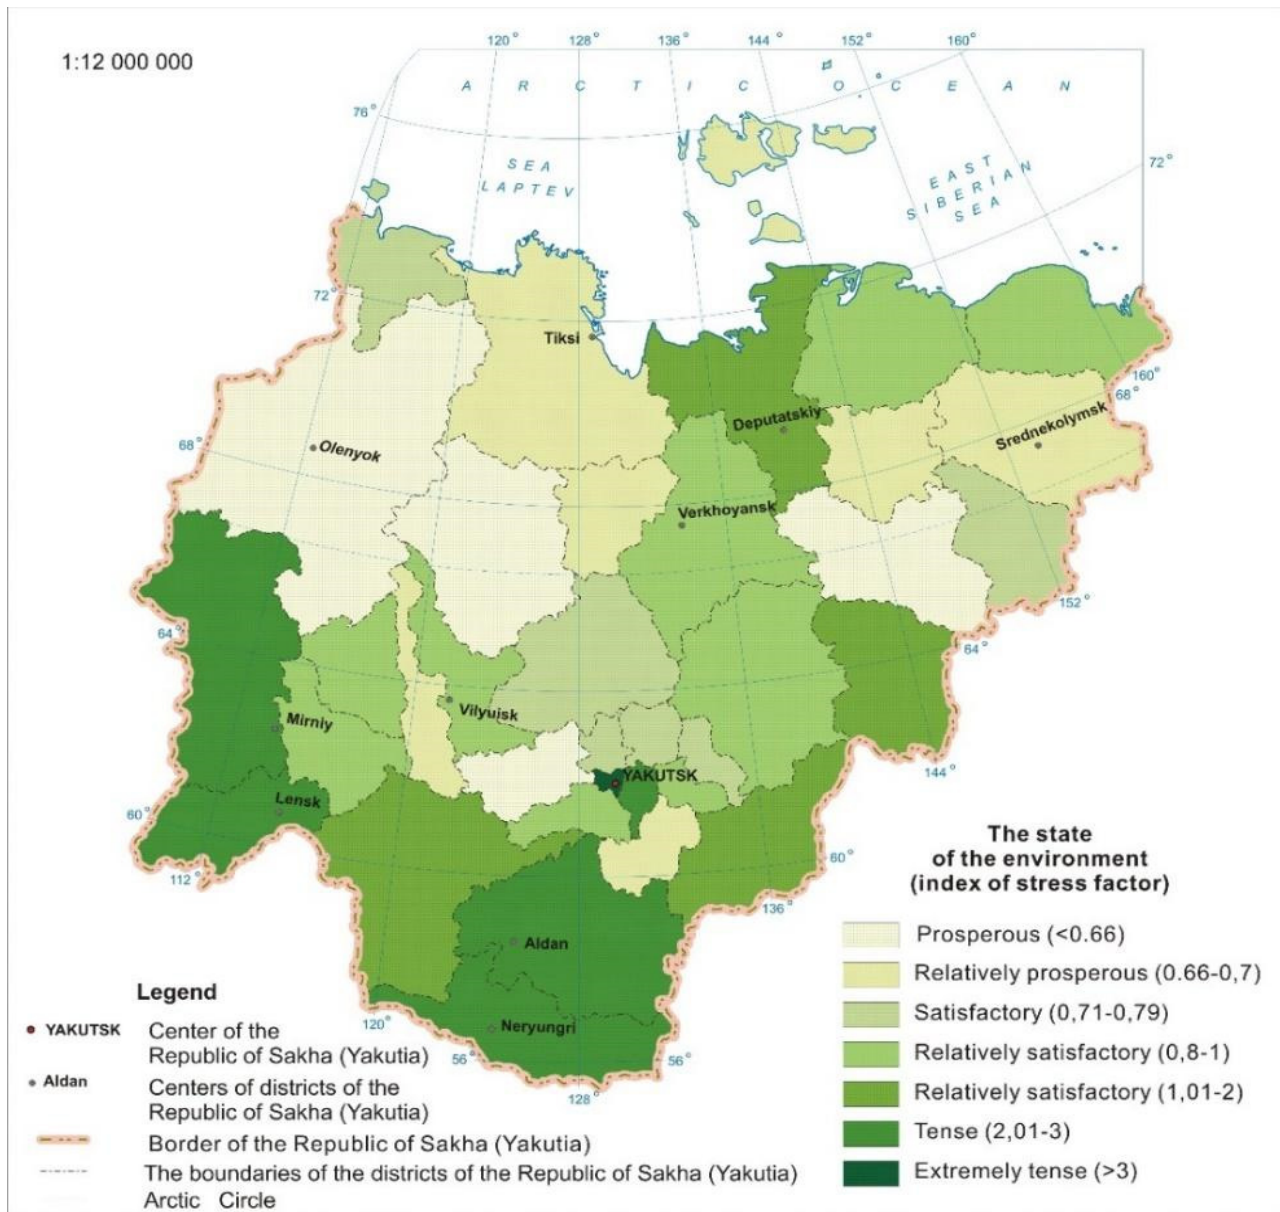 1:12 000 000
120°
128°
136°
144°
152°
160°
A R C T I C O C E A N
76°
72°
SEA
LAPTEV
EAST
SIBERIAN
SEA
72°
Tiksi
160°
68°
Deputatskiy
Srednekolymsk
68°
Olenyok
Verkhoyansk
152°
64°
64°
Vilyuisk
Mirniy
144°
YAKUTSK
Lensk
60°
60°
112°
136°
Aldan
Neryungri
120°
56°
56°
128°
The state
of the environment
(index of stress factor)
Prosperous (<0.66)
Relatively prosperous (0.66-0,7)
Satisfactory (0,71-0,79)
Relatively satisfactory (0,8-1)
Relatively satisfactory (1,01-2)
Tense (2,01-3)
Extremely tense (>3)
Legend
YAKUTSK Center of the
Republic of Sakha (Yakutia)
Aldan Centers of districts of the
Republic of Sakha (Yakutia)
Border of the Republic of Sakha (Yakutia)
The boundaries of the districts of the Republic of Sakha (Yakutia)
Arctic Circle